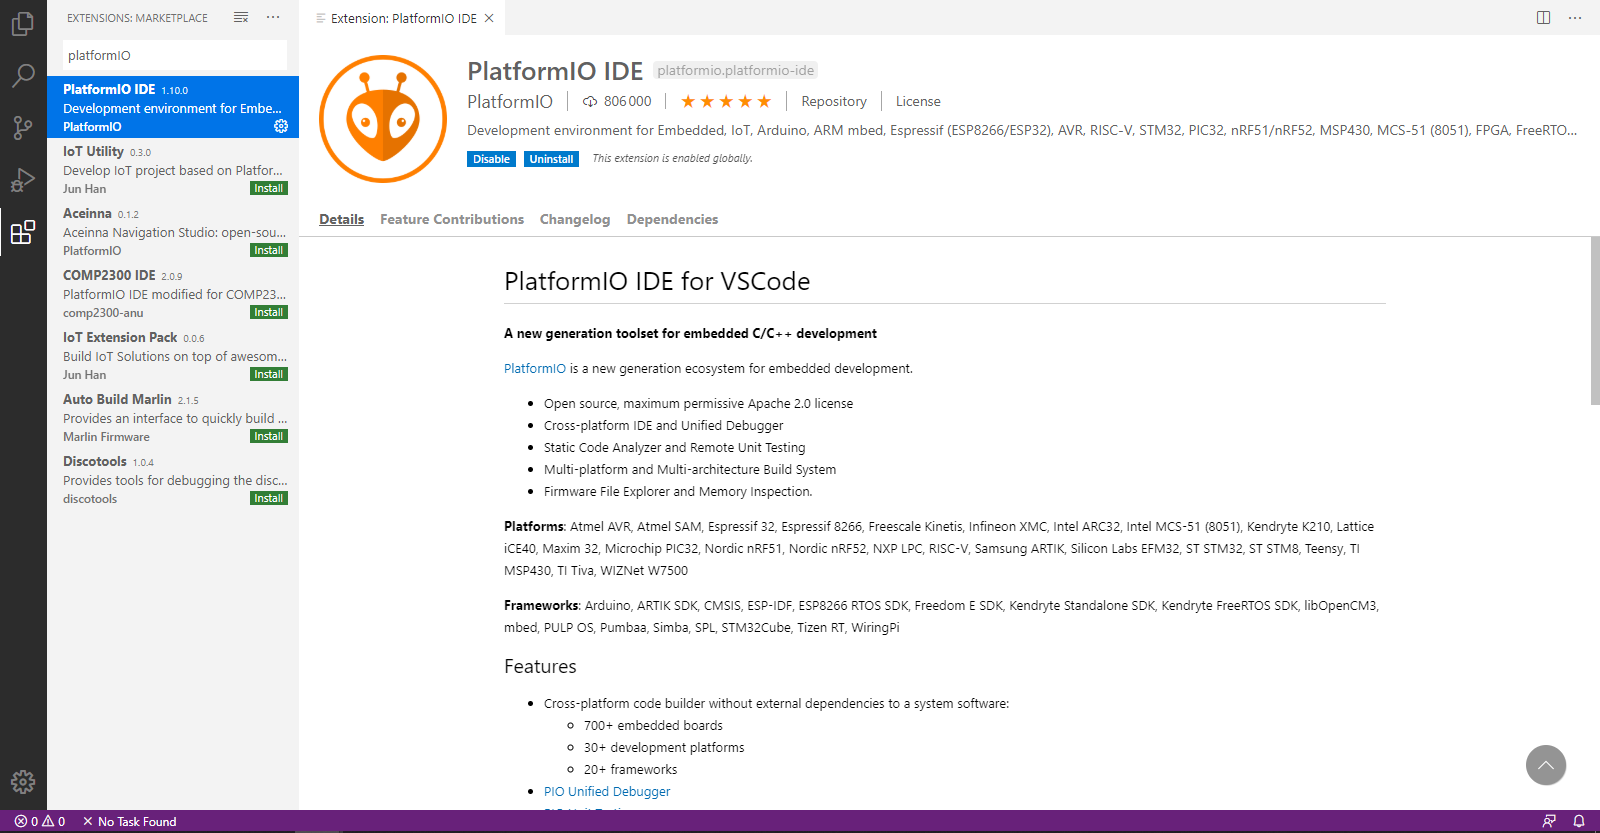 EXTENSIONS: MARKETPLACE
platformIO
PlatformIO IDE 1.10.0
Development environment for Embe...
PlatformIO
IoT Utility 0.3.0
Develop IoT project based on Platfor...
Jun Han Install
Aceinna 0.1.2
Aceinna Navigation Studio: open-sou...
PlatformIO Install
COMP2300 IDE 2.0.9
PlatformIO IDE modified for COMP23...
comp2300-anu Install
IoT Extension Pack 0.0.6
Build IoT Solutions on top of awesom...
Jun Han Install
Auto Build Marlin 2.1.5
Provides an interface to quickly build ...
Marlin Firmware Install
Discotools 1.0.4
Provides tools for debugging the disc...
discotools Install
Extension: PlatformIO IDE
PlatformIO IDE platformio.platformio-ide
PlatformIO 806 000 ★★★★★ Repository License
Development environment for Embedded, IoT, Arduino, ARM mbed, Espressif (ESP8266/ESP32), AVR, RISC-V, STM32, PIC32, nRF51/nRF52, MSP430, MCS-51 (8051), FPGA, FreeRTO...
Disable Uninstall This extension is enabled globally.
Details Feature Contributions Changelog Dependencies
PlatformIO IDE for VSCode
A new generation toolset for embedded C/C++ development
PlatformIO is a new generation ecosystem for embedded development.
• Open source, maximum permissive Apache 2.0 license
• Cross-platform IDE and Unified Debugger
• Static Code Analyzer and Remote Unit Testing
• Multi-platform and Multi-architecture Build System
• Firmware File Explorer and Memory Inspection.
Platforms: Atmel AVR, Atmel SAM, Espressif 32, Espressif 8266, Freescale Kinetis, Infineon XMC, Intel ARC32, Intel MCS-51 (8051), Kendryte K210, Lattice
iCE40, Maxim 32, Microchip PIC32, Nordic nRF51, Nordic nRF52, NXP LPC, RISC-V, Samsung ARTIK, Silicon Labs EFM32, ST STM32, ST STM8, Teensy, TI
MSP430, TI Tiva, WIZNet W7500
Frameworks: Arduino, ARTIK SDK, CMSIS, ESP-IDF, ESP8266 RTOS SDK, Freedom E SDK, Kendryte Standalone SDK, Kendryte FreeRTOS SDK, libOpenCM3,
mbed, PULP OS, Pumbaa, Simba, SPL, STM32Cube, Tizen RT, WiringPi
Features
• Cross-platform code builder without external dependencies to a system software:
◦ 700+ embedded boards
◦ 30+ development platforms
◦ 20+ frameworks
• PIO Unified Debugger
0 0 No Task Found